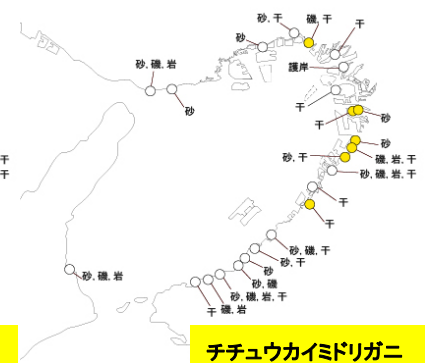 砂, 干
磯, 干
砂
干
砂, 磯, 岩
護岸
砂
干
砂
干
砂
砂, 干
磯, 岩, 干
干
干
砂, 磯, 岩, 干
干
干
砂, 磯, 干
砂, 干
砂
砂, 磯, 岩
砂, 磯
砂, 磯, 岩, 干
磯, 岩
干
チチュウカイミドリガニ